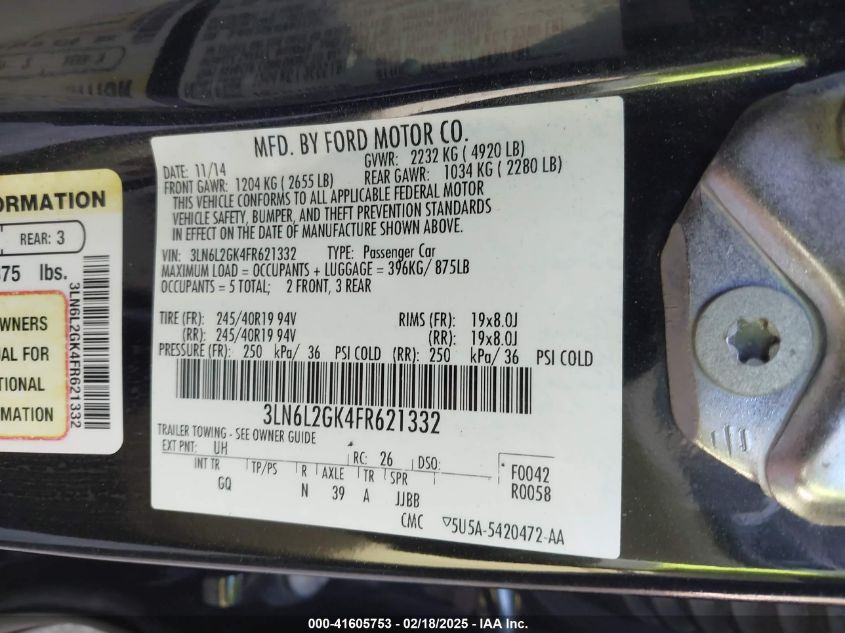 MFD. BY FORD MOTOR CO.
DATE: 11/14
GVWR: 2232 KG ( 4920 LB)
FRONT GAWR: 1204 KG ( 2655 LB)
REAR GAWR: 1034 KG ( 2280 LB)
THIS VEHICLE CONFORMS TO ALL APPLICABLE FEDERAL MOTOR
VEHICLE SAFETY, BUMPER, AND THEFT PREVENTION STANDARDS
IN EFFECT ON THE DATE OF MANUFACTURE SHOWN ABOVE.
VIN: 3LN6L2GK4FR621332 TYPE: Passenger Car
MAXIMUM LOAD = OCCUPANTS + LUGGAGE = 396KG/ 875LB
OCCUPANTS = 5 TOTAL; 2 FRONT, 3 REAR
TIRE (FR): 245/40R19 94V RIMS (FR): 19x8.0J
(RR): 245/40R19 94V (RR): 19x8.0J
PRESSURE (FR): 250 kPa/ 36 PSI COLD (RR): 250 kPa/ 36 PSI COLD
3LN6L2GK4FR621332
TRAILER TOWING - SEE OWNER GUIDE
EXT PNT: UH RC: 26 DSO:
INT TR TP/PS R AXLE TR SPR
GQ N 39 A JJBB
F0042
R0058
CMC 5U5A-5420472-AA
ORMATION
REAR: 3
875 lbs.
OWNERS
UAL FOR
TIONAL
RMATION
3LN6L2GK4FR621332
000-41605753 - 02/18/2025 - IAA Inc.